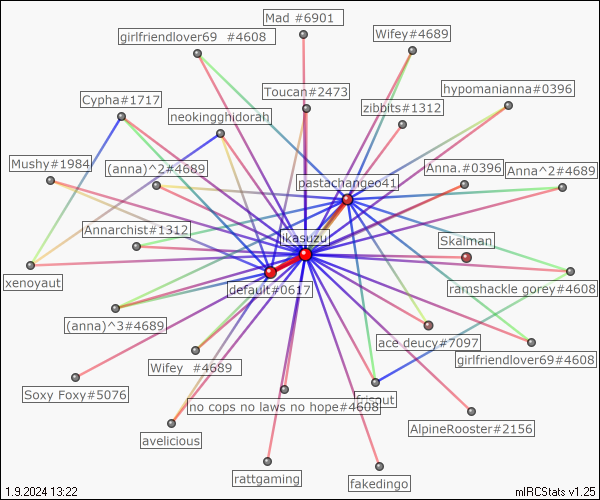 Mad #6901
girlfriendlover69 #4608
Wifey#4689
Toucan#2473
hypomanianna#0396
Cypha#1717
neokingghidorah
zibbits#1312
Mushy#1984
(anna)^2#4689
Anna.#0396
Anna^2#4689
pastachangeo41
Annarchist#1312
ikasuzu
Skalman
xenoyaut
default#0617
ramshackle gorey#4608
(anna)^3#4689
ace deucy#7097
girlfriendlover69#4608
Wifey #4689
Soxy Foxy#5076
no cops no laws no hope#4608
AlpineRooster#2156
avelicious
rattgaming
fakedingo
1.9.2024 13:22
mIRCStats v1.25